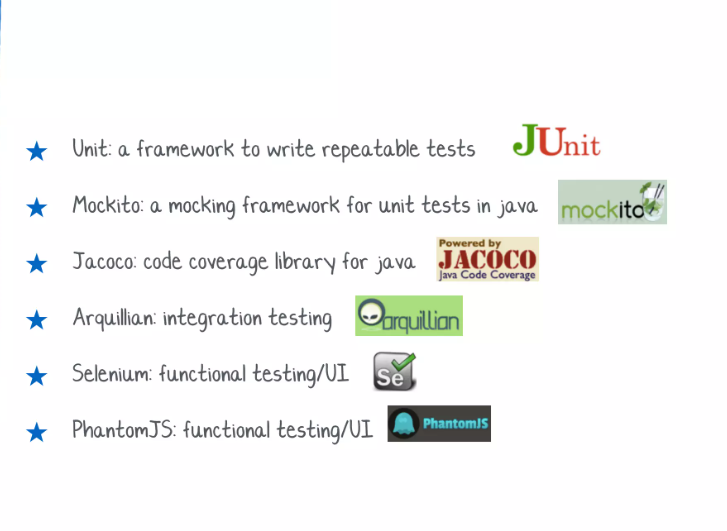 Unit: a framework to write repeatable tests JUnit
Mockito: a mocking framework for unit tests in java mockito
Jacoco: code coverage library for java Powered by JACOCO Java Code Coverage
Arquillian: integration testing arquillian
Selenium: functional testing/UI Se
PhantomJS: functional testing/UI PhantomJS